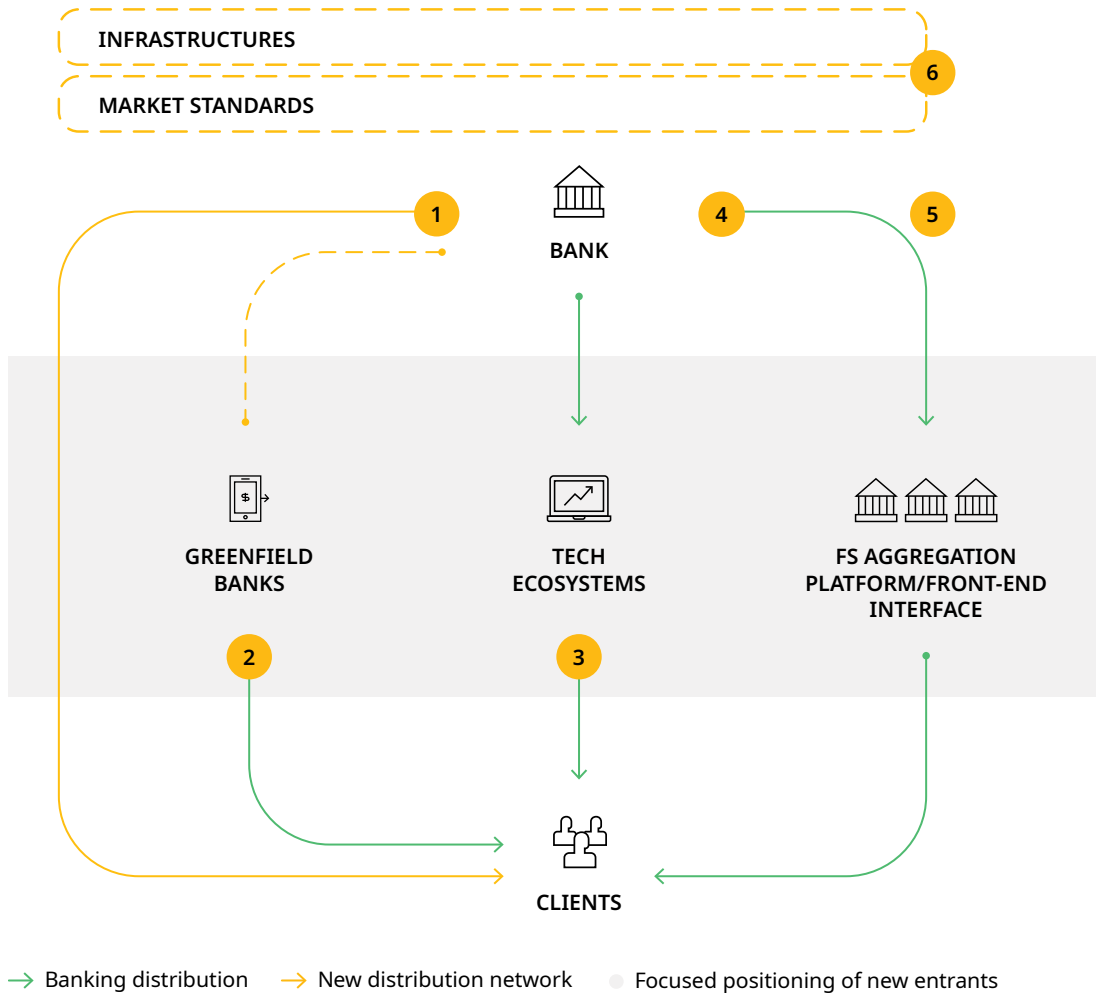 INFRASTRUCTURES
6
MARKET STANDARDS
1
4
5
BANK
$
GREENFIELD
BANKS
TECH
ECOSYSTEMS
FS AGGREGATION
PLATFORM/FRONT-END
INTERFACE
2
3
CLIENTS
Banking distribution
New distribution network
Focused positioning of new entrants